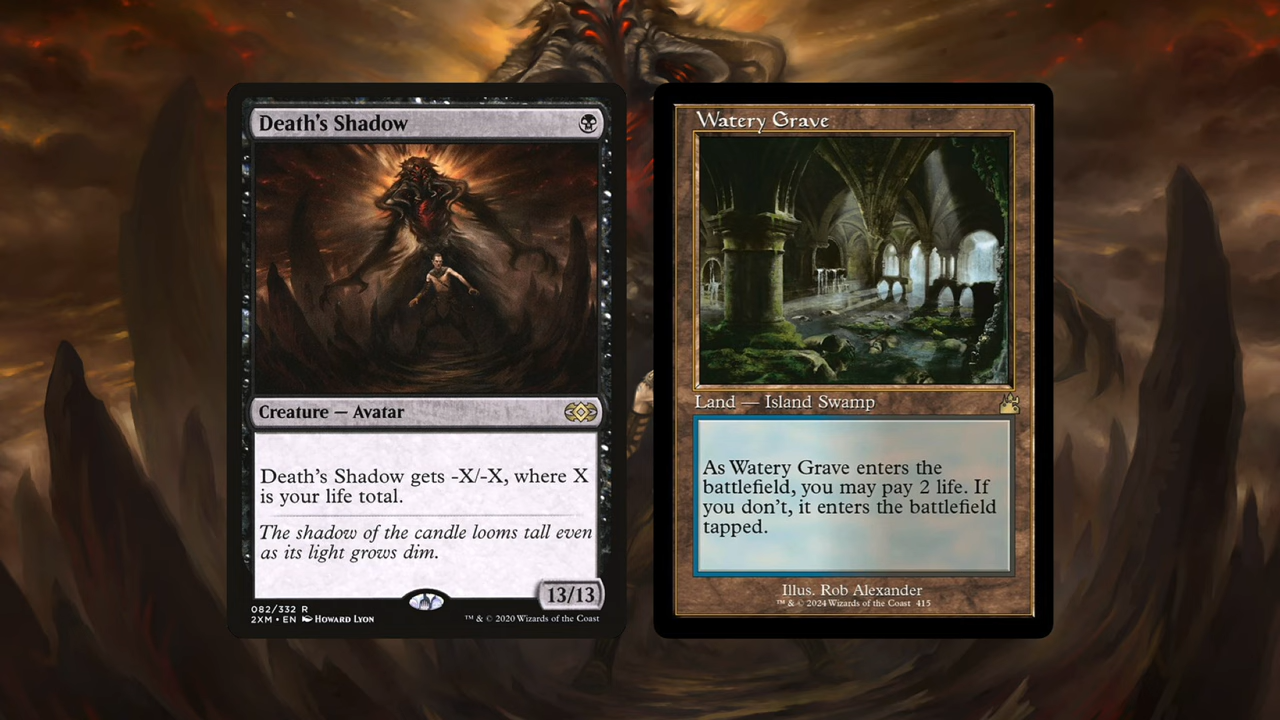 Death's Shadow
Creature — Avatar
Death's Shadow gets -X/-X, where X
is your life total.
The shadow of the candle looms tall even
as its light grows dim.
13/13
082/332 R
2XM • EN Howard Lyon
™ & © 2020 Wizards of the Coast
Watery Grave
Land — Island Swamp
As Watery Grave enters the
battlefield, you may pay 2 life. If
you don't, it enters the battlefield
tapped.
Illus. Rob Alexander
™ & © 2024 Wizards of the Coast 415